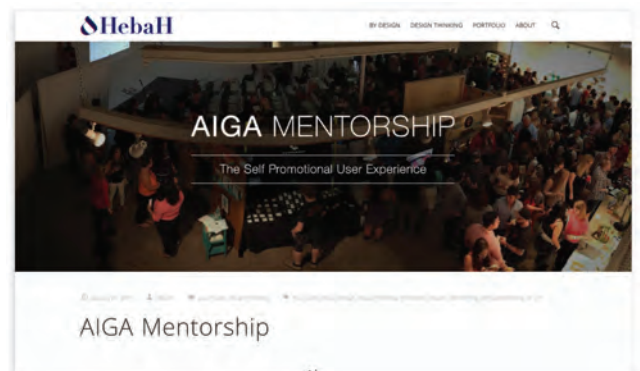 HebaH
BY DESIGN DESIGN THINKING PORTFOLIO ABOUT
AIGA MENTORSHIP
The Self Promotional User Experience
AIGA Mentorship